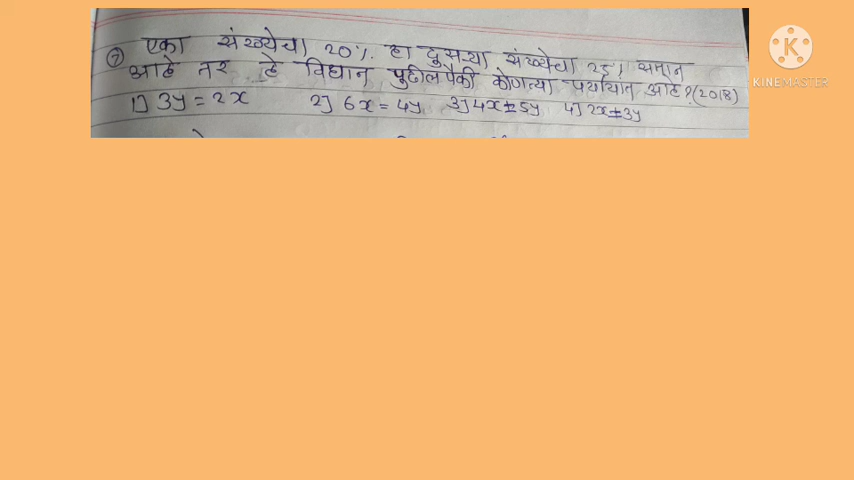 ⑦ एका संख्येचा 20% हा दुसऱ्या संख्येचा 25% समान
आहे तर हे विधान पुढीलपैकी कोणत्या पर्यायात आहे? (2018)
1] 3y = 2x 2] 6x = 4y 3] 4x = 5y 4] 2x = 3y
KINEMASTER